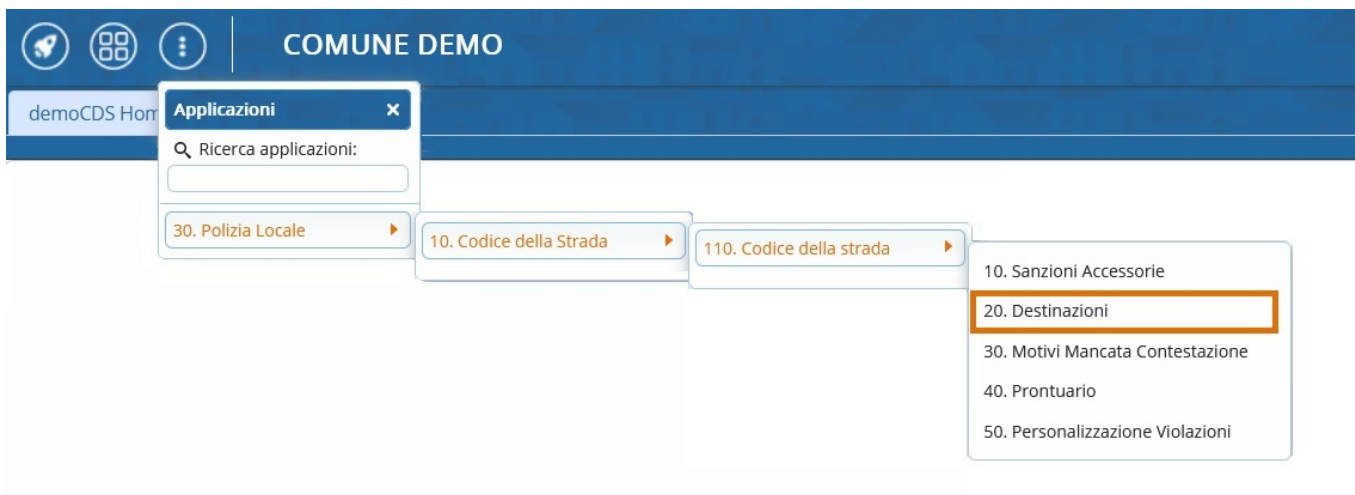 COMUNE DEMO
demoCDS Hom
Applicazioni
Ricerca applicazioni:
30. Polizia Locale
10. Codice della Strada
110. Codice della strada
10. Sanzioni Accessorie
20. Destinazioni
30. Motivi Mancata Contestazione
40. Prontuario
50. Personalizzazione Violazioni